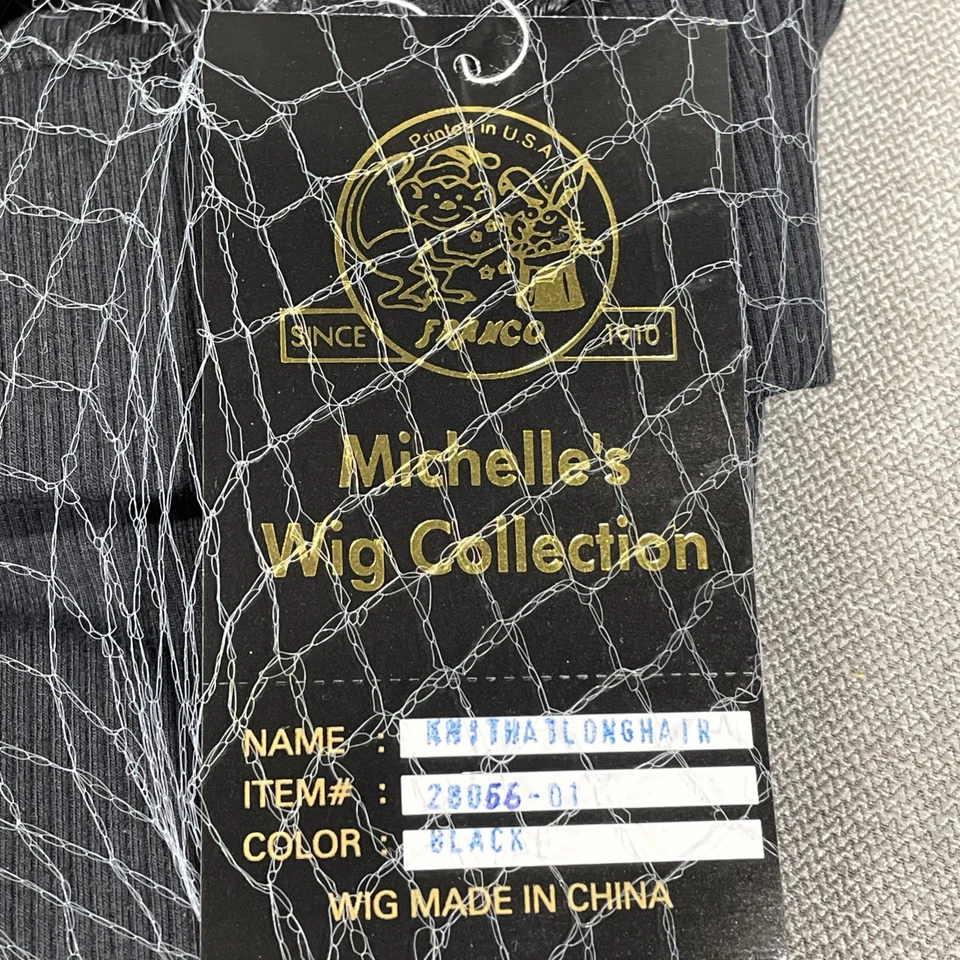 Printed in U.S.A
SINCE FRANCO 1910
Michelle's
Wig Collection
NAME : KNITHATLONGHAIR
ITEM# : 28066-01
COLOR : BLACK
WIG MADE IN CHINA